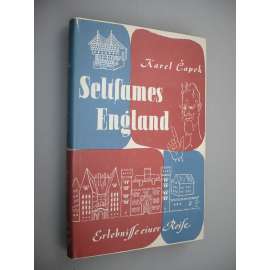 Karel Čapek
Seltsames
England
Erlebnisse einer Reise